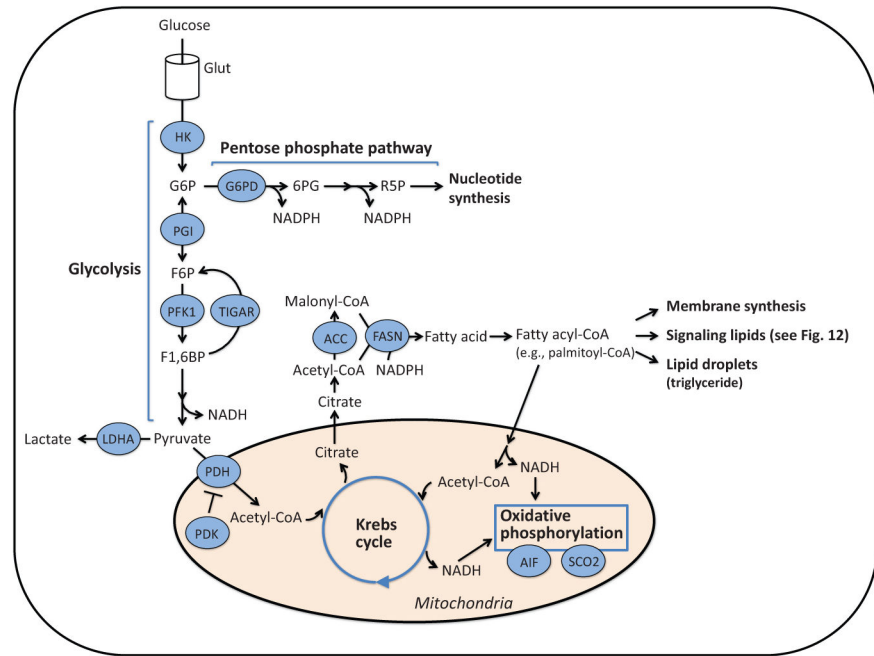 Glucose
Glut
HK
Pentose phosphate pathway
G6P
G6PD
6PG
R5P
Nucleotide
synthesis
NADPH
NADPH
PGI
Glycolysis
F6P
PFK1
TIGAR
F1,6BP
NADH
Lactate
LDHA
Pyruvate
PDH
PDK
Malonyl-CoA
ACC
FASN
Fatty acid
Fatty acyl-CoA
(e.g., palmitoyl-CoA)
Acetyl-CoA
NADPH
Citrate
Membrane synthesis
Signaling lipids (see Fig. 12)
Lipid droplets
(triglyceride)
Citrate
Acetyl-CoA
Krebs
cycle
Acetyl-CoA
NADH
NADH
Oxidative
phosphorylation
AIF
SCO2
Mitochondria